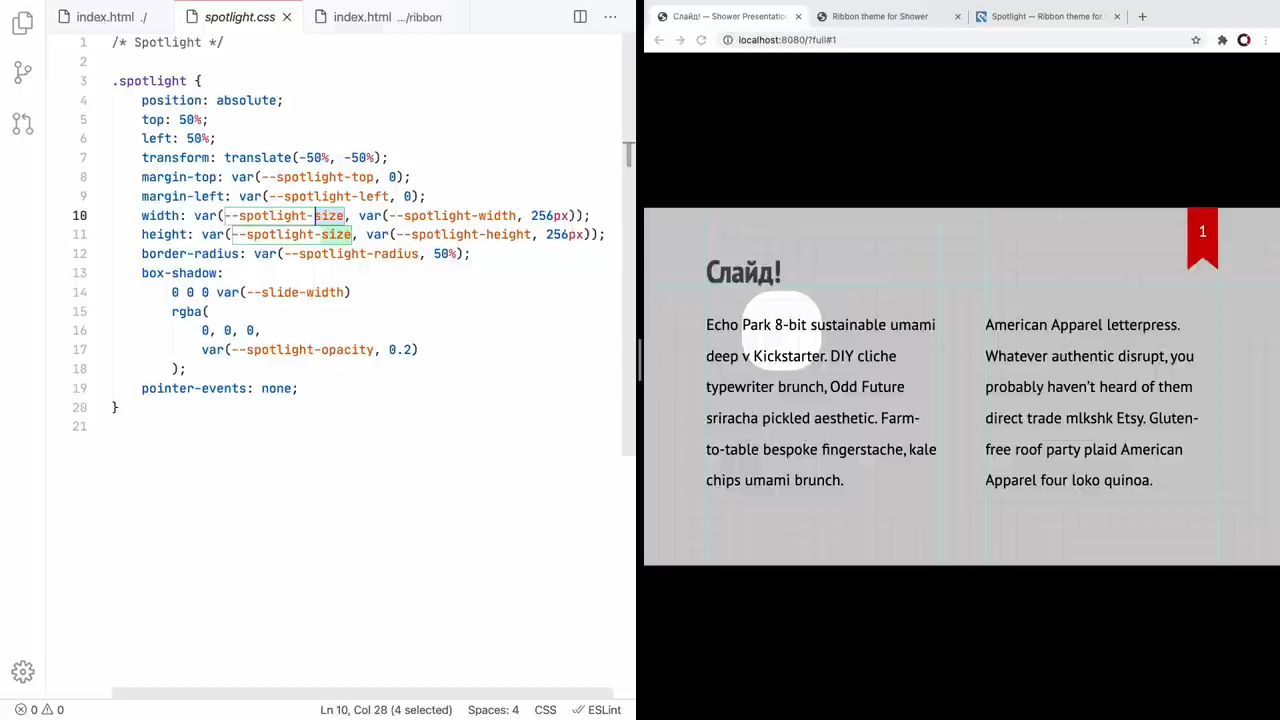 index.html ./
spotlight.css
index.html .../ribbon
1 /* Spotlight */
2
3 .spotlight {
4 position: absolute;
5 top: 50%;
6 left: 50%;
7 transform: translate(-50%, -50%);
8 margin-top: var(--spotlight-top, 0);
9 margin-left: var(--spotlight-left, 0);
10 width: var(--spotlight-size, var(--spotlight-width, 256px));
11 height: var(--spotlight-size, var(--spotlight-height, 256px));
12 border-radius: var(--spotlight-radius, 50%);
13 box-shadow:
14 0 0 0 var(--slide-width)
15 rgba(
16 0, 0, 0,
17 var(--spotlight-opacity, 0.2)
18 );
19 pointer-events: none;
20 }
21
0 0
Ln 10, Col 28 (4 selected)
Spaces: 4
CSS
ESLint
Слайд! — Shower Presentatio
Ribbon theme for Shower
Spotlight — Ribbon theme for
localhost:8080/?full#1
1
Слайд!
Echo Park 8-bit sustainable umami
deep v Kickstarter. DIY cliche
typewriter brunch, Odd Future
sriracha pickled aesthetic. Farm-
to-table bespoke fingerstache, kale
chips umami brunch.
American Apparel letterpress.
Whatever authentic disrupt, you
probably haven't heard of them
direct trade mlkshk Etsy. Gluten-
free roof party plaid American
Apparel four loko quinoa.